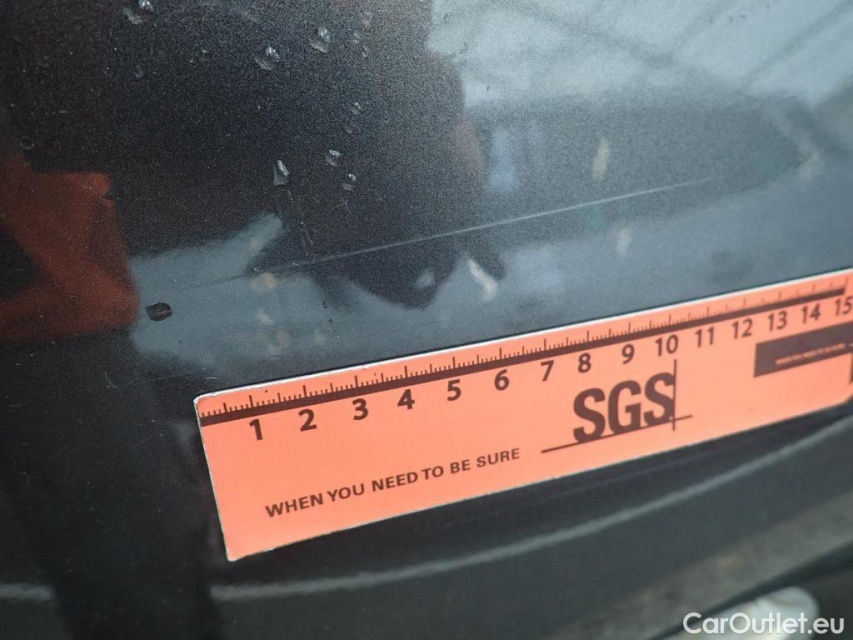 1 2 3 4 5 6 7 8 9 10 11 12 13 14 15
SGS
WHEN YOU NEED TO BE SURE
CarOutlet.eu